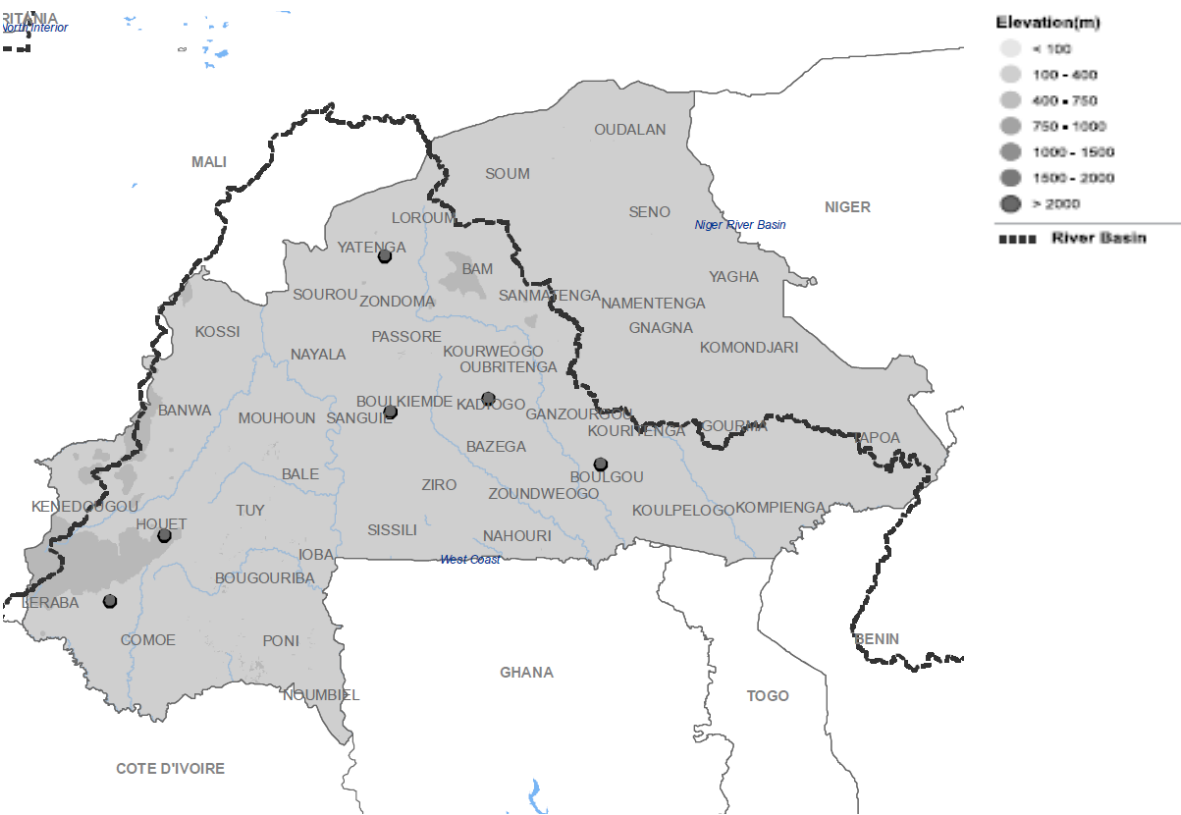 RITANIA
North Interior
Elevation(m)
< 100
100 - 400
400 - 750
750 - 1000
1000 - 1500
1500 - 2000
> 2000
River Basin
OUDALAN
MALI
SOUM
NIGER
SENO
LOROUM
Niger River Basin
YATENGA
BAM
YAGHA
SOUROU
ZONDOMA
SANMATENGA
NAMENTENGA
KOSSI
GNAGNA
PASSORE
KOMONDJARI
NAYALA
KOURWEOGO
OUBRITENGA
BANWA
BOULKIEMDE
KADIOGO
MOUHOUN
SANGUIE
GANZOURGOU
KOURITENGA
GOURMA
TAPOA
BAZEGA
BALE
BOULGOU
ZIRO
ZOUNDWEOGO
KENEDOUGOU
TUY
KOULPELOGO
KOMPIENGA
HOUET
SISSILI
NAHOURI
IOBA
West Coast
BOUGOURIBA
LERABA
COMOE
PONI
BENIN
GHANA
NOUMBIEL
TOGO
COTE D'IVOIRE